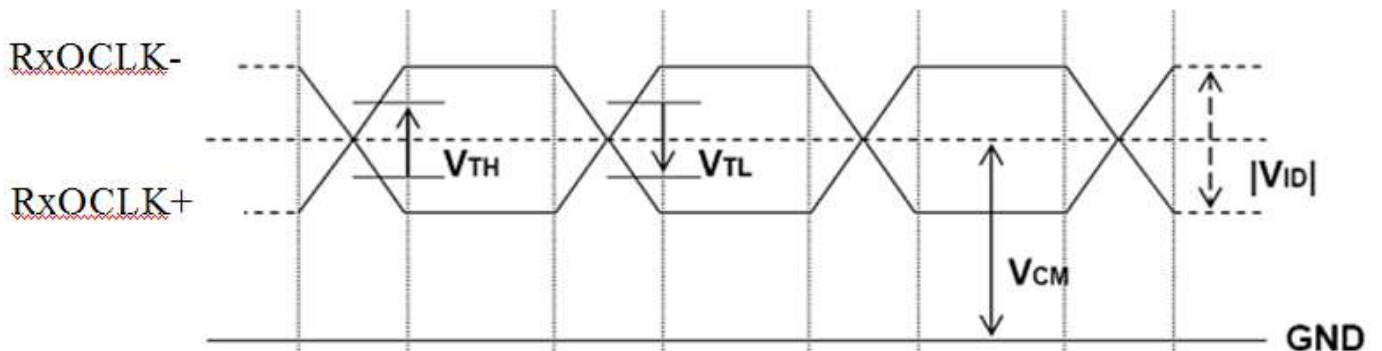 RxOCLK-
VTH
VTL
|VID|
RxOCLK+
VCM
GND